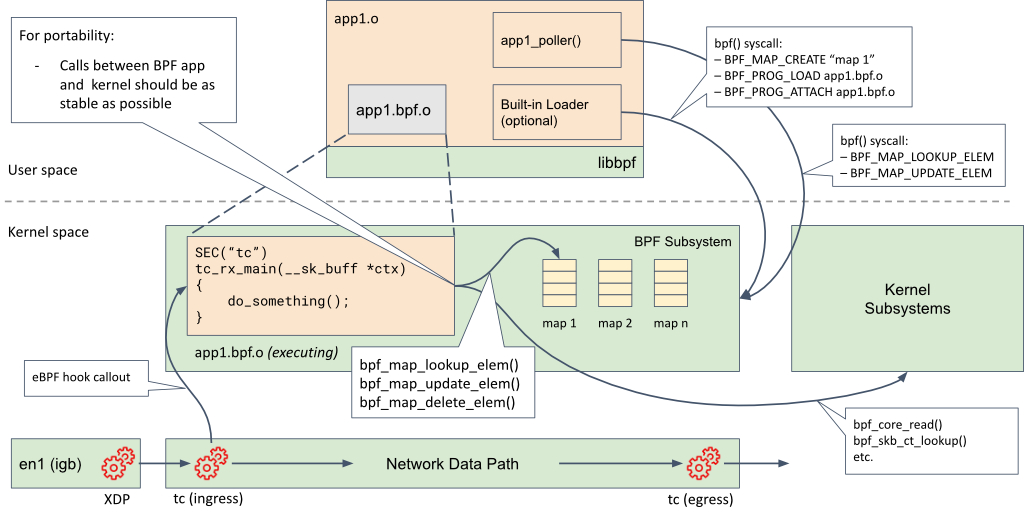 For portability:
- Calls between BPF app
and kernel should be as
stable as possible
app1.o
app1_poller()
app1.bpf.o
Built-in Loader
(optional)
libbpf
bpf() syscall:
– BPF_MAP_CREATE “map 1”
– BPF_PROG_LOAD app1.bpf.o
– BPF_PROG_ATTACH app1.bpf.o
bpf() syscall:
– BPF_MAP_LOOKUP_ELEM
– BPF_MAP_UPDATE_ELEM
User space
Kernel space
SEC(“tc”)
tc_rx_main(__sk_buff *ctx)
{
do_something();
}
app1.bpf.o (executing)
BPF Subsystem
map 1
map 2
map n
Kernel
Subsystems
eBPF hook callout
bpf_map_lookup_elem()
bpf_map_update_elem()
bpf_map_delete_elem()
bpf_core_read()
bpf_skb_ct_lookup()
etc.
en1 (igb)
XDP
tc (ingress)
Network Data Path
tc (egress)